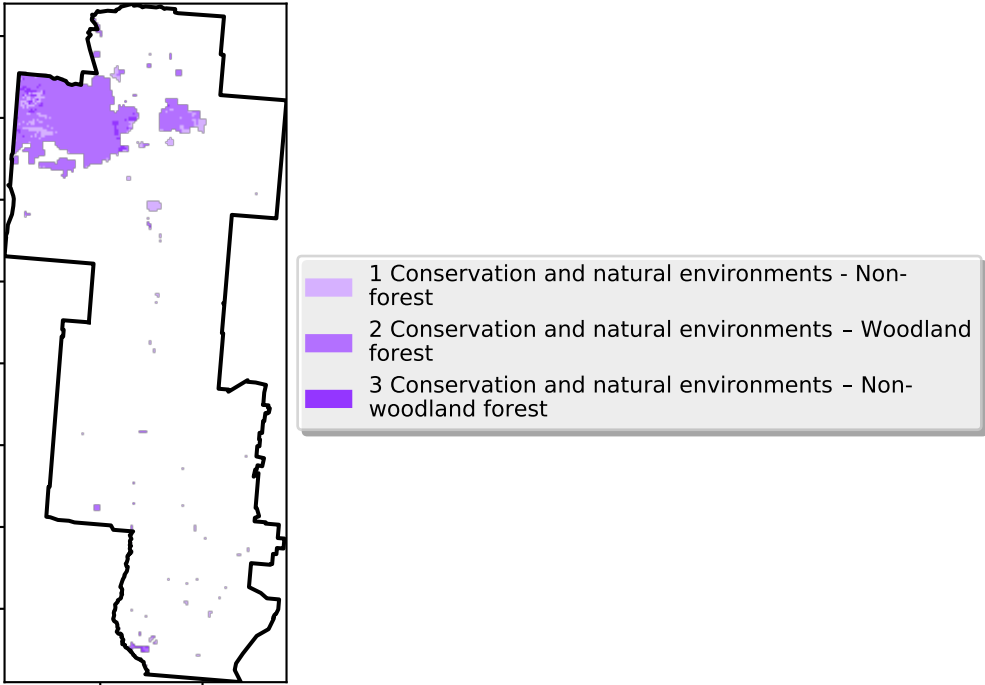 1 Conservation and natural environments - Non-
forest
2 Conservation and natural environments – Woodland
forest
3 Conservation and natural environments – Non-
woodland forest